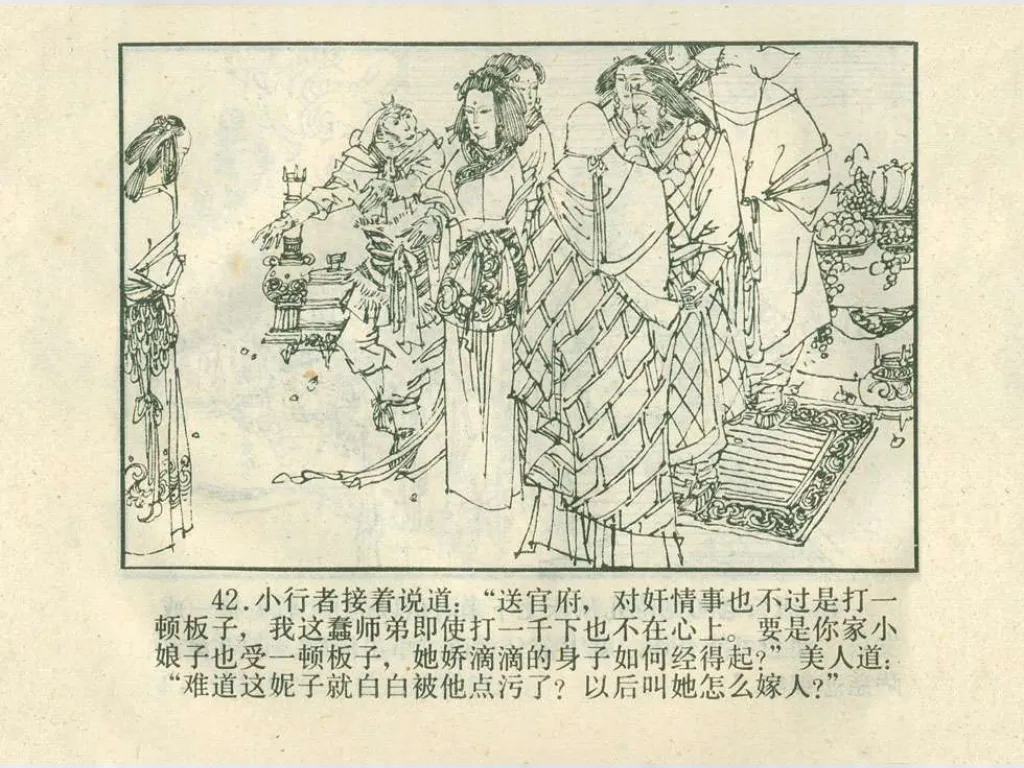 42.小行者接着说道：“送官府，对奸情事也不过是打一
顿板子，我这蠢师弟即使打一千下也不在心上。要是你家小
娘子也受一顿板子，她娇滴滴的身子如何经得起？”美人道：
“难道这妮子就白白被他点污了？以后叫她怎么嫁人？”